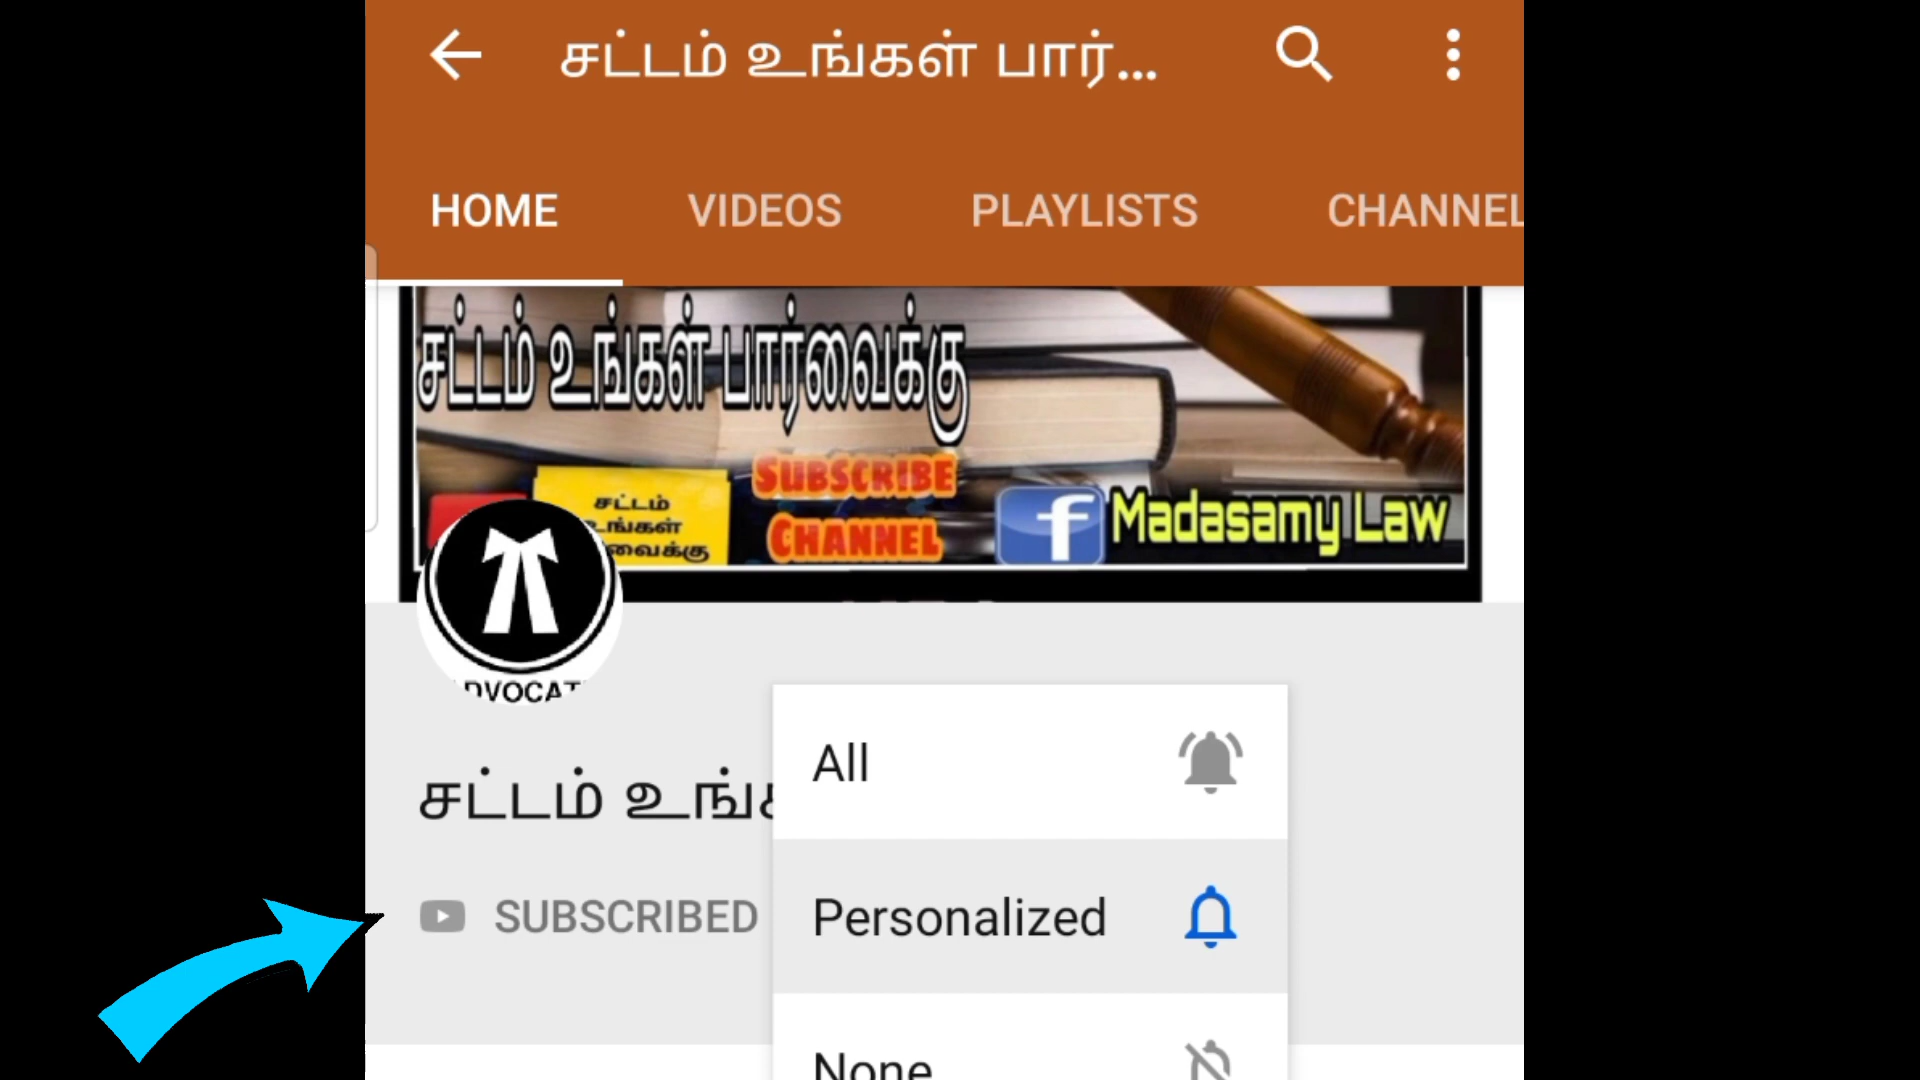 சட்டம் உங்கள் பார்...
HOME VIDEOS PLAYLISTS CHANNEL
சட்டம் உங்கள் பார்வைக்கு
SUBSCRIBE
CHANNEL
சட்டம்
உங்கள்
f Madasamy Law
சட்டம்
All
Personalized
SUBSCRIBED
None